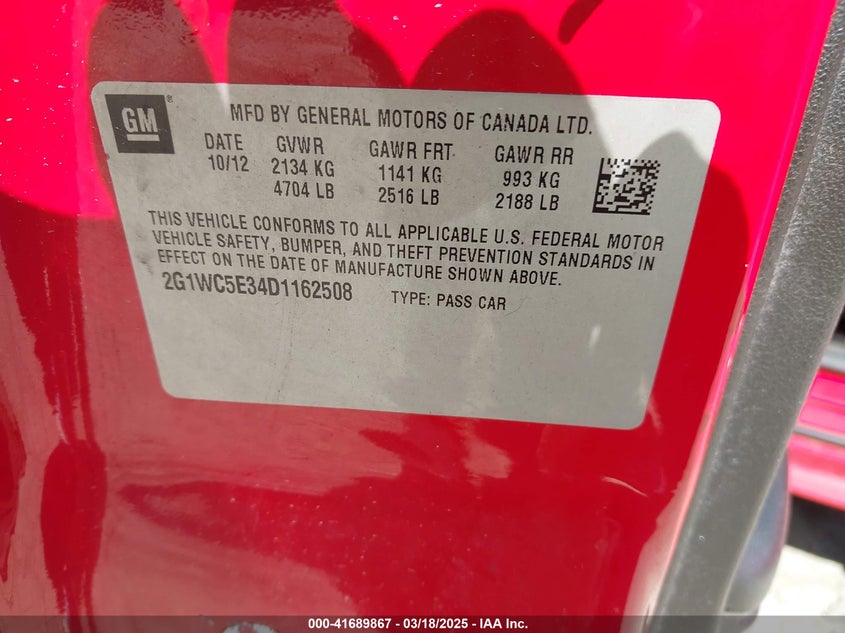 GM ®
MFD BY GENERAL MOTORS OF CANADA LTD.
DATE GVWR GAWR FRT GAWR RR
10/12 2134 KG 1141 KG 993 KG
4704 LB 2516 LB 2188 LB
THIS VEHICLE CONFORMS TO ALL APPLICABLE U.S. FEDERAL MOTOR
VEHICLE SAFETY, BUMPER, AND THEFT PREVENTION STANDARDS IN
EFFECT ON THE DATE OF MANUFACTURE SHOWN ABOVE.
2G1WC5E34D1162508 TYPE: PASS CAR
000-41689867 - 03/18/2025 - IAA Inc.